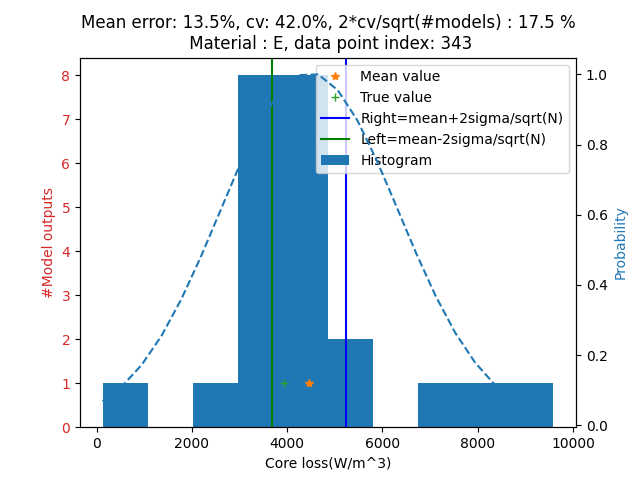 Mean error: 13.5%, cv: 42.0%, 2*cv/sqrt(#models) : 17.5 %
Material : E, data point index: 343
Mean value
True value
Right=mean+2sigma/sqrt(N)
Left=mean-2sigma/sqrt(N)
Histogram
8
7
6
5
4
3
2
1
0
#Model outputs
1.0
0.8
0.6
0.4
0.2
0.0
Probability
0 2000 4000 6000 8000 10000
Core loss(W/m^3)